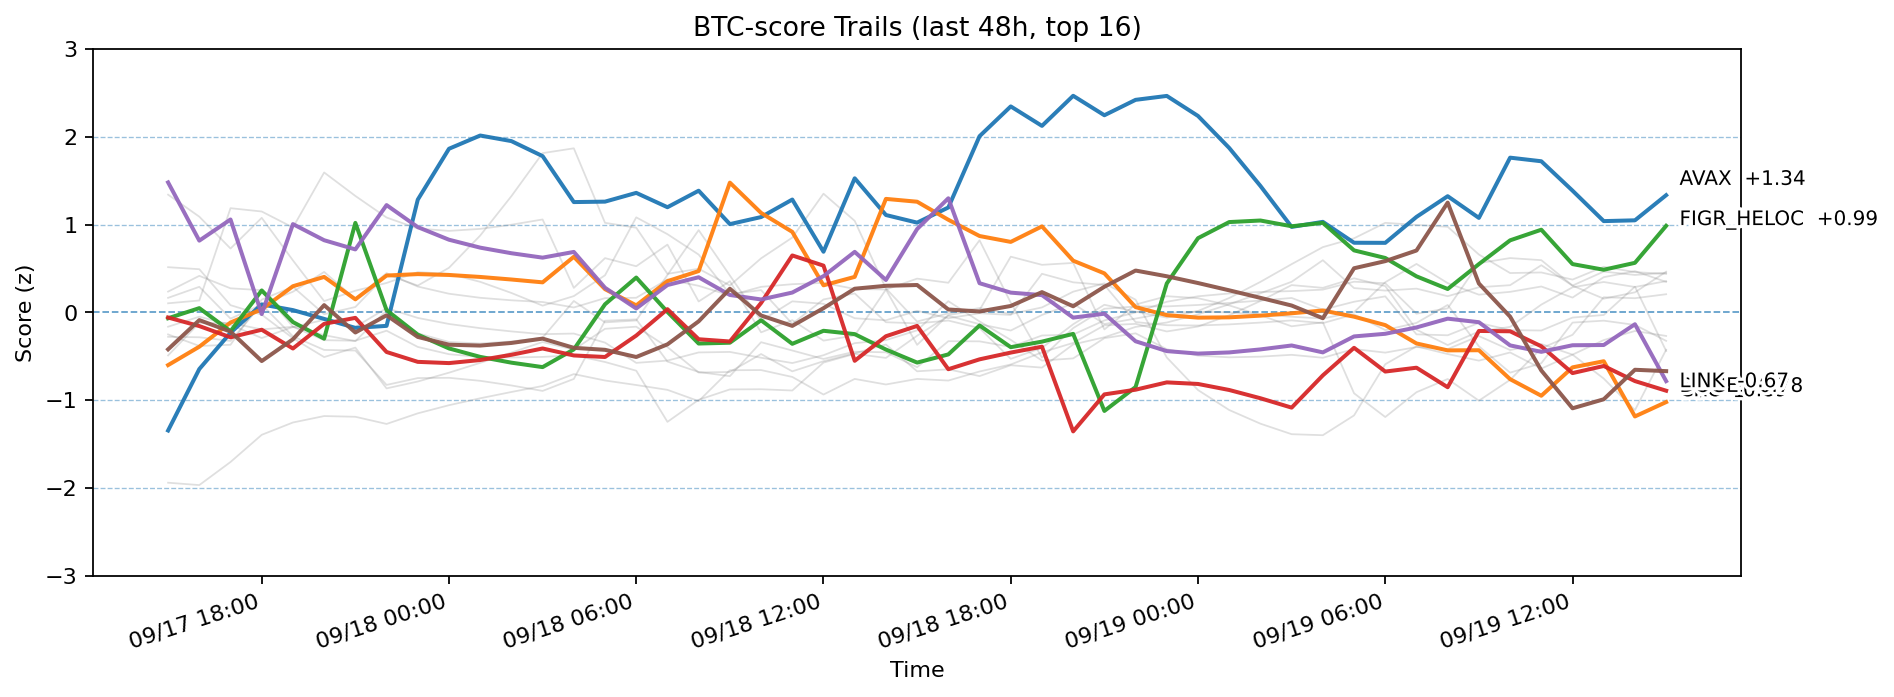 BTC-score Trails (last 48h, top 16)
3
2
1
0
−1
−2
−3
Score (z)
AVAX +1.34
FIGR_HELOC +0.99
LINK −0.67
09/17 18:00
09/18 00:00
09/18 06:00
09/18 12:00
09/18 18:00
09/19 00:00
09/19 06:00
09/19 12:00
Time